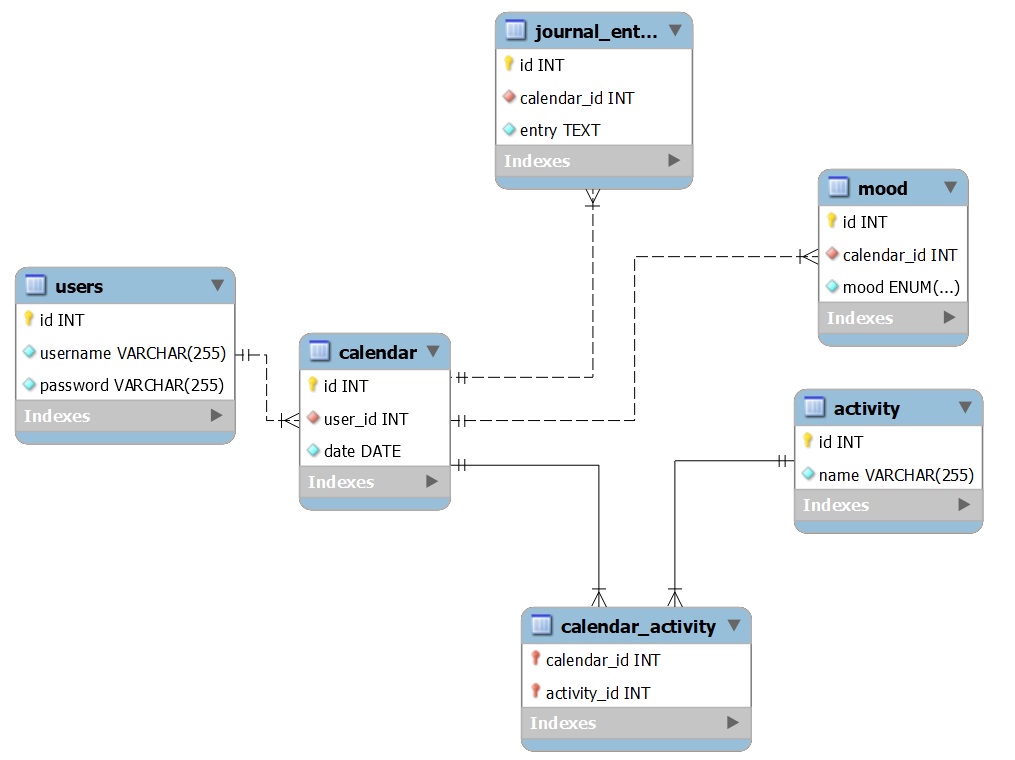 journal_ent...
id INT
calendar_id INT
entry TEXT
Indexes
mood
id INT
calendar_id INT
mood ENUM(...)
Indexes
users
id INT
username VARCHAR(255)
password VARCHAR(255)
Indexes
calendar
id INT
user_id INT
date DATE
Indexes
activity
id INT
name VARCHAR(255)
Indexes
calendar_activity
calendar_id INT
activity_id INT
Indexes